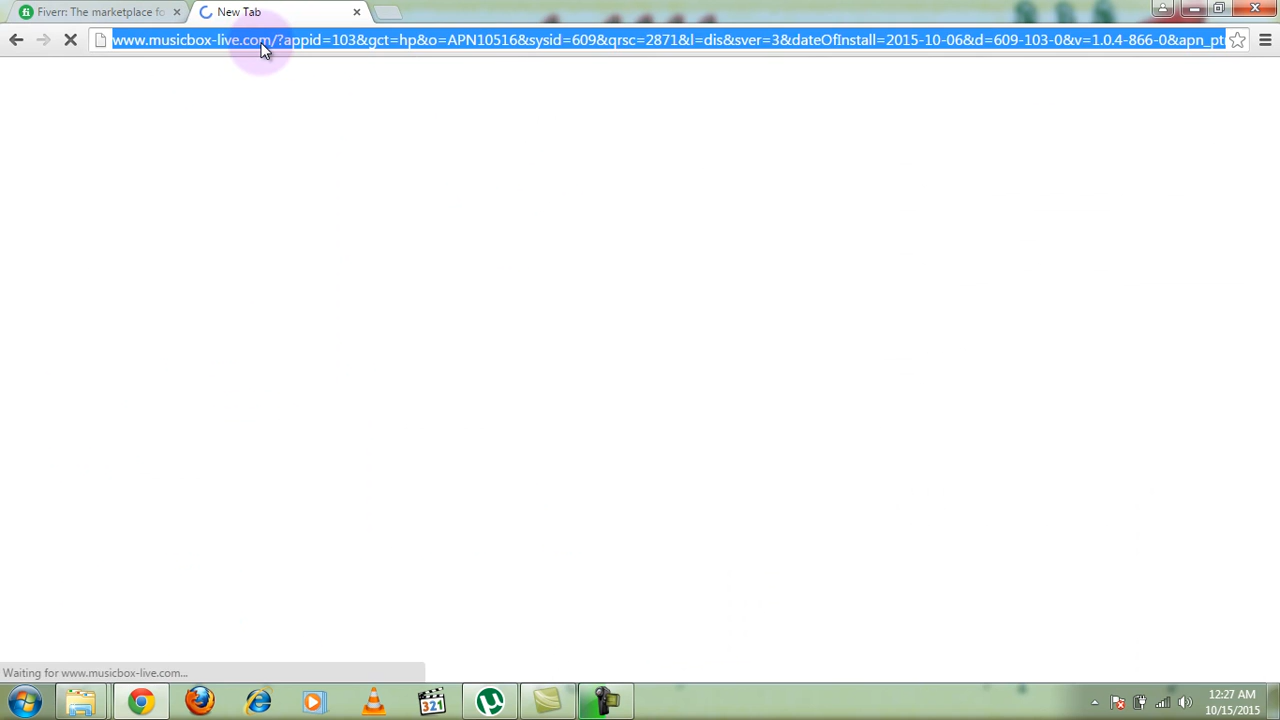 Fiverr: The marketplace fo
New Tab
www.musicbox-live.com/?appid=103&gct=hp&o=APN10516&sysid=609&qrsc=2871&l=dis&sver=3&dateOfInstall=2015-10-06&d=609-103-0&v=1.0.4-866-0&apn_pt
Waiting for www.musicbox-live.com...
321
12:27 AM
10/15/2015